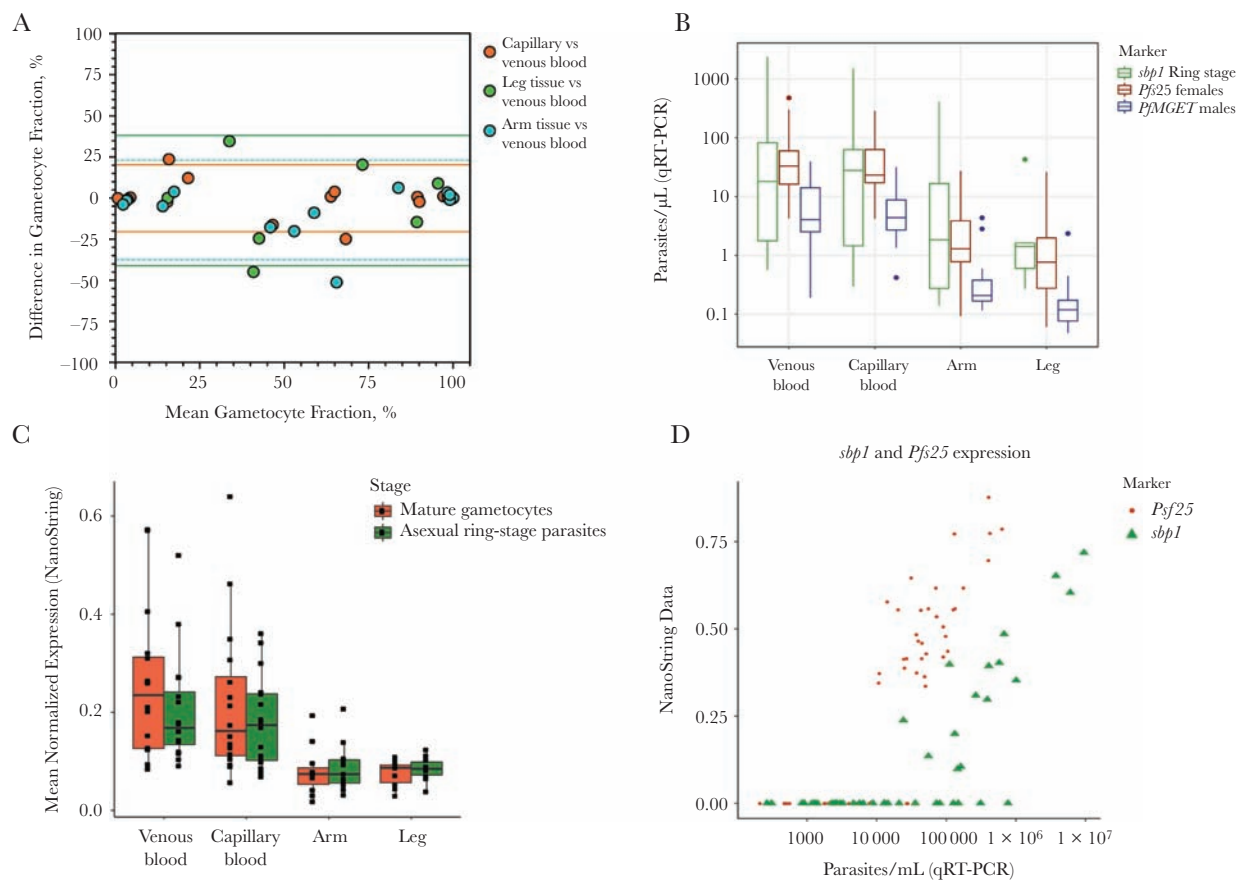 A
Difference in Gametocyte Fraction, %
100
75
50
25
0
−25
−50
−75
−100
0 25 50 75 100
Mean Gametocyte Fraction, %
Capillary vs
venous blood
Leg tissue vs
venous blood
Arm tissue vs
venous blood
B
Parasites/µL (qRT-PCR)
1000
100
10
1
0.1
Venous
blood
Capillary
blood
Arm
Leg
Marker
sbp1 Ring stage
Pfs25 females
PfMGET males
C
Mean Normalized Expression (NanoString)
0.6
0.4
0.2
0.0
Venous
blood
Capillary
blood
Arm
Leg
Stage
Mature gametocytes
Asexual ring-stage parasites
D
sbp1 and Pfs25 expression
NanoString Data
0.75
0.50
0.25
0.00
1000 10 000 100 000 1 × 10⁶ 1 × 10⁷
Parasites/mL (qRT-PCR)
Marker
Psf25
sbp1